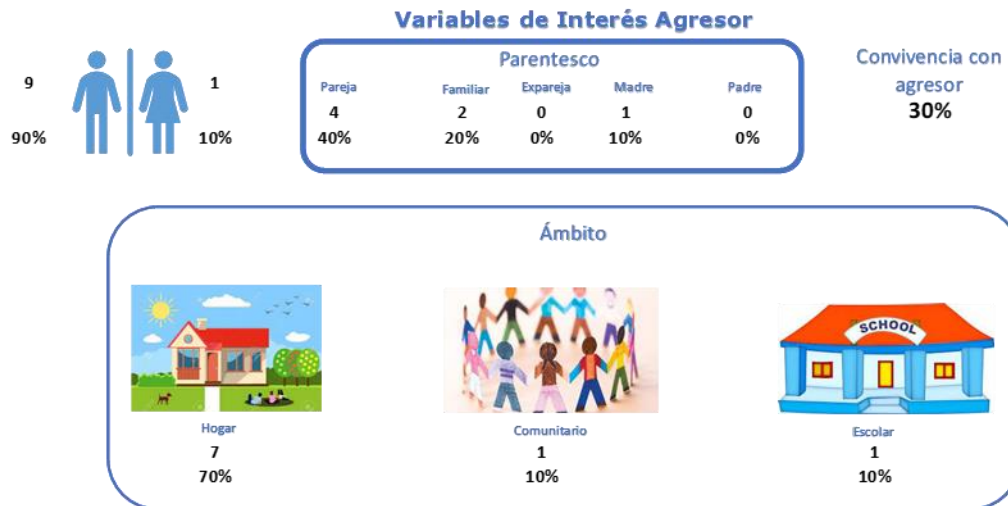 Variables de Interés Agresor
9
90%
1
10%
Parentesco
Pareja Familiar Expareja Madre Padre
4 2 0 1 0
40% 20% 0% 10% 0%
Convivencia con
agresor
30%
Ámbito
SCHOOL
Hogar Comunitario Escolar
7 1 1
70% 10% 10%